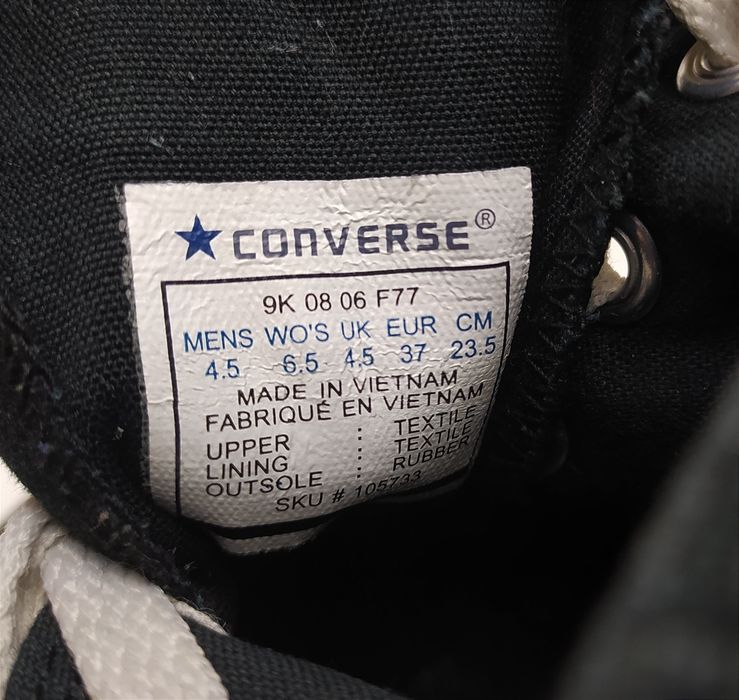 CONVERSE®
9K 08 06 F77
MENS WO'S UK EUR CM
4.5 6.5 4.5 37 23.5
MADE IN VIETNAM
FABRIQUÉ EN VIETNAM
UPPER : TEXTILE
LINING : TEXTILE
OUTSOLE : RUBBER
SKU # 105733